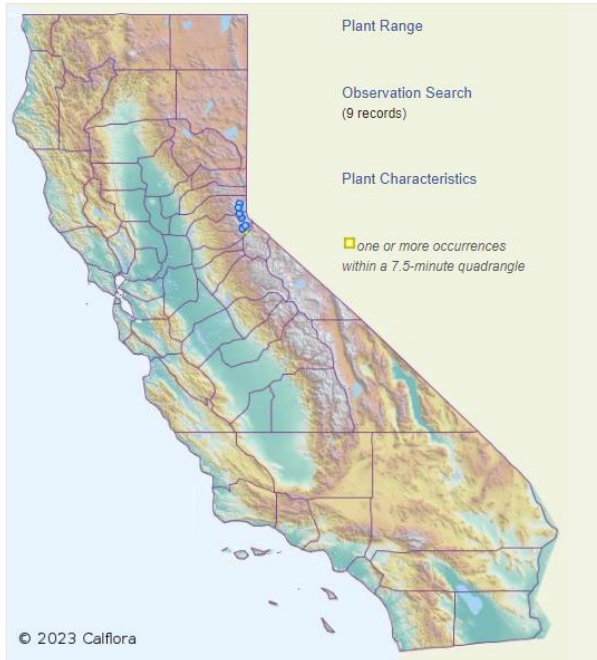 Plant Range
Observation Search
(9 records)
Plant Characteristics
one or more occurrences
within a 7.5-minute quadrangle
© 2023 Calflora